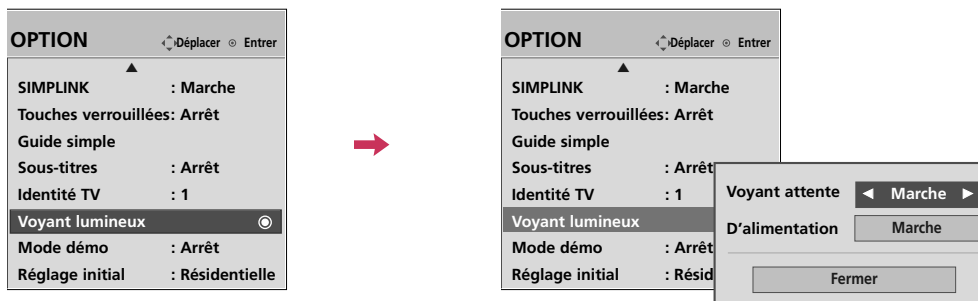 OPTION Déplacer Entrer
SIMPLINK : Marche
Touches verrouillées: Arrêt
Guide simple
Sous-titres : Arrêt
Identité TV : 1
Voyant lumineux
Mode démo : Arrêt
Réglage initial : Résidentielle
OPTION Déplacer Entrer
SIMPLINK : Marche
Touches verrouillées: Arrêt
Guide simple
Sous-titres : Arrêt
Identité TV : 1
Voyant lumineux
Mode démo : Arrêt
Réglage initial : Résid
Voyant attente ◄ Marche ►
D'alimentation Marche
Fermer